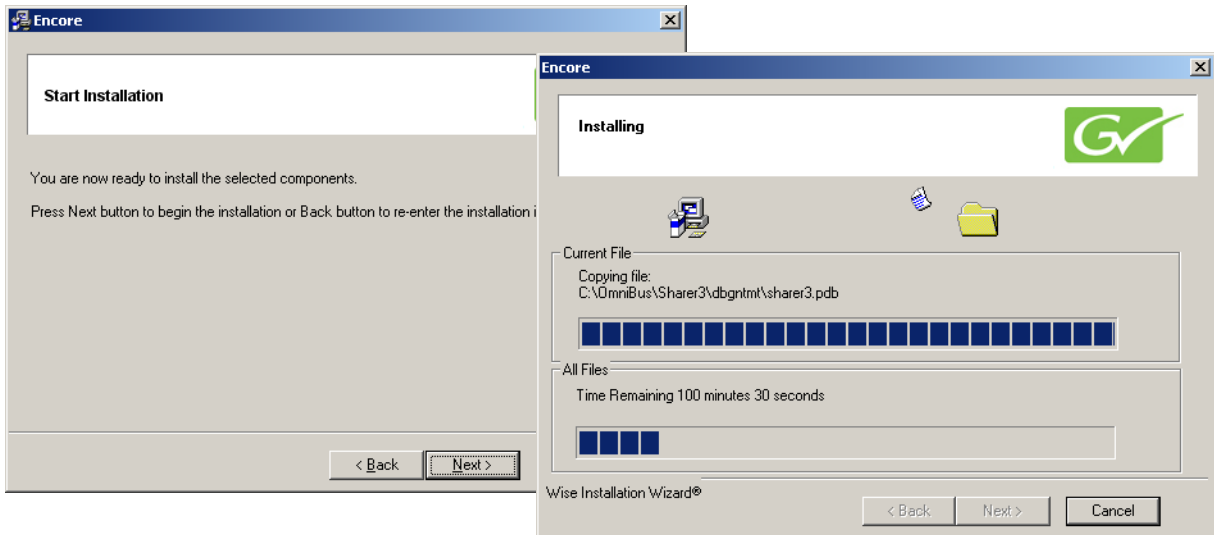 Encore
Start Installation
You are now ready to install the selected components.
Press Next button to begin the installation or Back button to re-enter the installation i
< Back
Next >
Encore
Installing
GV
Current File
Copying file:
C:\OmniBus\Sharer3\dbgntmt\sharer3.pdb
All Files
Time Remaining 100 minutes 30 seconds
Wise Installation Wizard®
< Back
Next >
Cancel